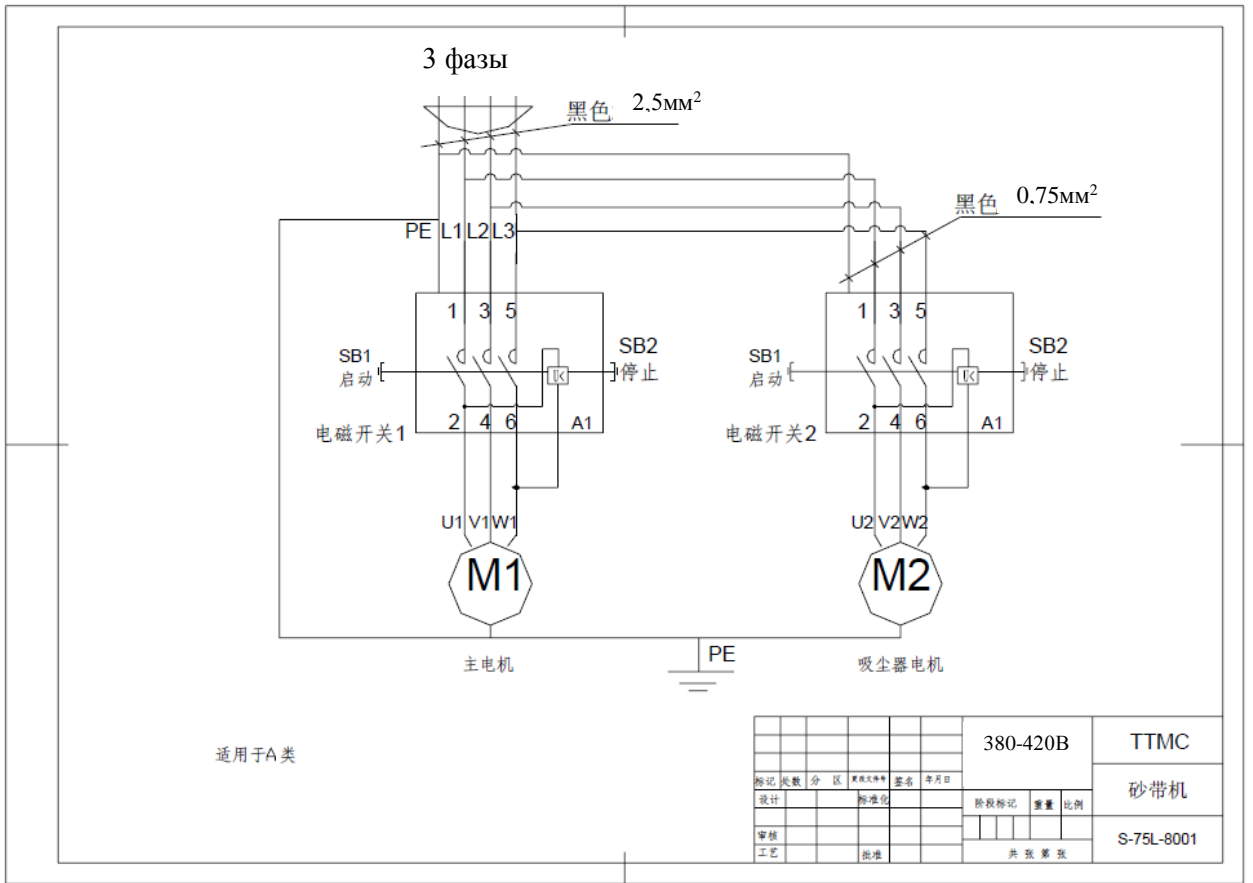 3 фазы
黑色 2,5мм²
黑色 0,75мм²
PE L1 L2 L3
1 3 5
1 3 5
SB1
启动
SB2
停止
SB1
启动
SB2
停止
U<
U<
2 4 6 A1
2 4 6 A1
电磁开关1
电磁开关2
U1 V1 W1
U2 V2 W2
M1
M2
PE
主电机
吸尘器电机
适用于A类
380-420В
TTMC
标记 处数 分 区 更改文件号 签名 年月日
砂带机
设计 标准化
阶段标记 重量 比例
审核
S-75L-8001
工艺 批准
共 张 第 张